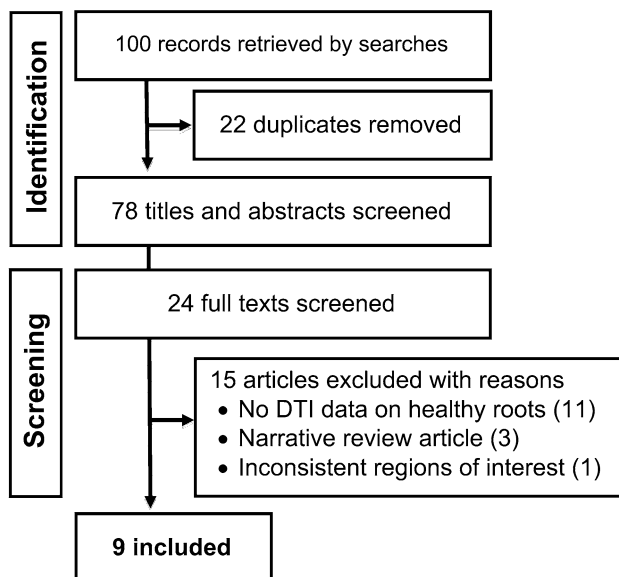 Identification
100 records retrieved by searches
22 duplicates removed
78 titles and abstracts screened
Screening
24 full texts screened
15 articles excluded with reasons
• No DTI data on healthy roots (11)
• Narrative review article (3)
• Inconsistent regions of interest (1)
9 included